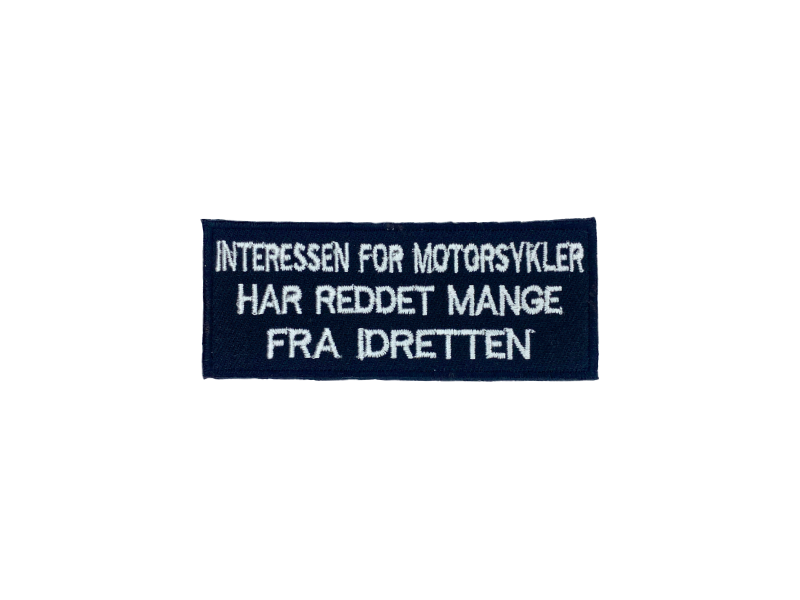 INTERESSEN FOR MOTORSYKLER
HAR REDDET MANGE
FRA IDRETTEN